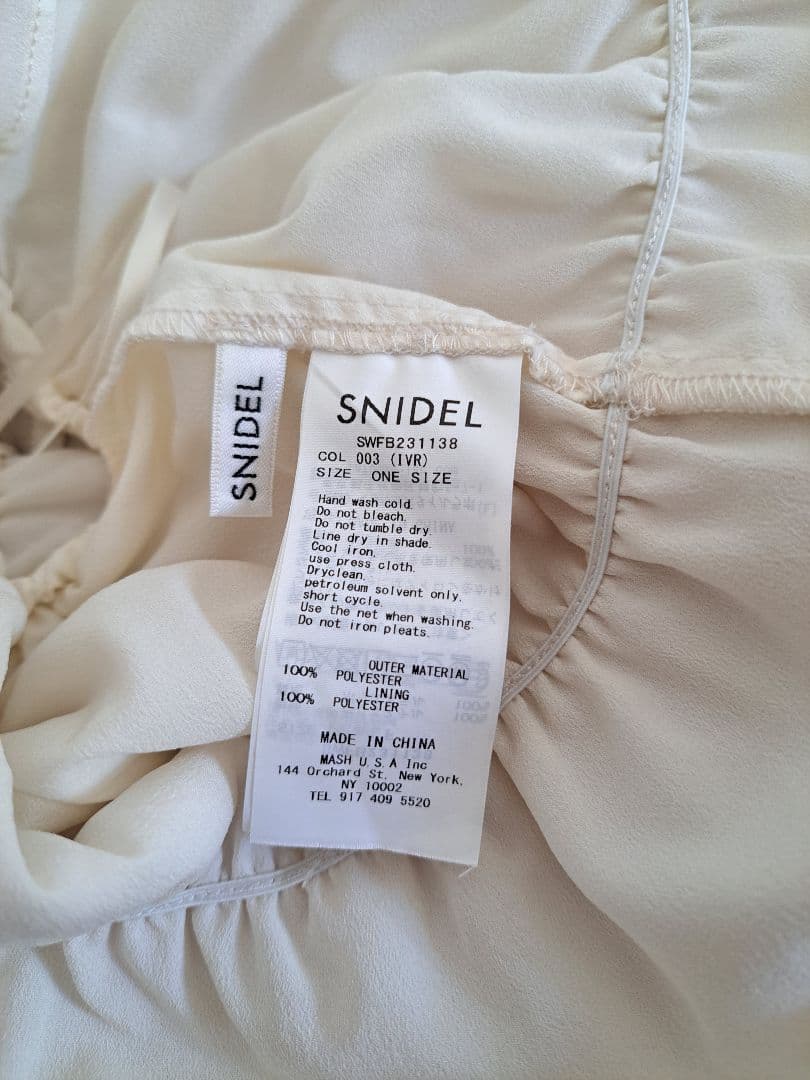 SNIDEL
SNIDEL
SWFB231138
COL 003 (IVR)
SIZE ONE SIZE
Hand wash cold.
Do not bleach.
Do not tumble dry.
Line dry in shade.
Cool iron.
use press cloth.
Dryclean.
petroleum solvent only.
short cycle.
Use the net when washing.
Do not iron pleats.
OUTER MATERIAL
100% POLYESTER
LINING
100% POLYESTER
MADE IN CHINA
MASH U.S.A Inc
144 Orchard St. New York,
NY 10002
TEL 917 409 5520